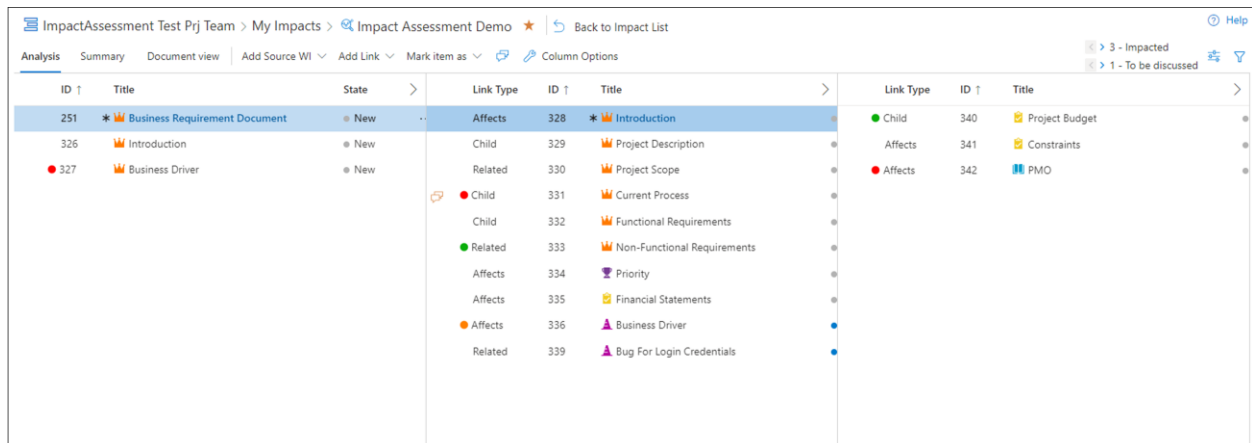 ImpactAssessment Test Prj Team > My Impacts > Impact Assessment Demo Back to Impact List
Help
Analysis Summary Document view Add Source WI Add Link Mark item as Column Options
3 - Impacted
1 - To be discussed
ID ↑ Title State Link Type ID ↑ Title Link Type ID ↑ Title
251 Business Requirement Document New Affects 328 Introduction Child 340 Project Budget
326 Introduction New Child 329 Project Description Affects 341 Constraints
327 Business Driver New Related 330 Project Scope Affects 342 PMO
Child 331 Current Process
Child 332 Functional Requirements
Related 333 Non-Functional Requirements
Affects 334 Priority
Affects 335 Financial Statements
Affects 336 Business Driver
Related 339 Bug For Login Credentials